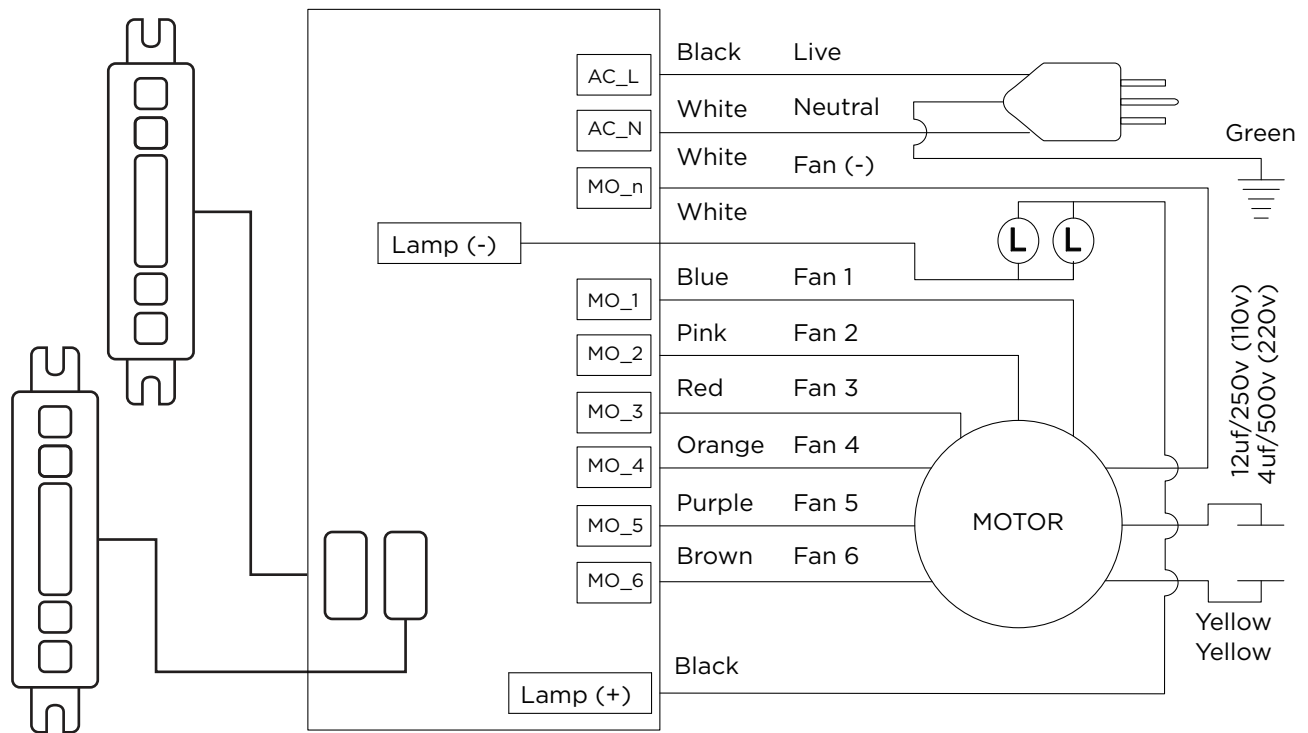 Black Live
AC_L
White Neutral
AC_N
Green
White Fan (-)
MO_n
White
Lamp (-)
L L
Blue Fan 1
MO_1
Pink Fan 2
MO_2
Red Fan 3
MO_3
Orange Fan 4
MO_4
Purple Fan 5
MO_5
Brown Fan 6
MO_6
MOTOR
12uf/250v (110v)
4uf/500v (220v)
Yellow
Yellow
Black
Lamp (+)